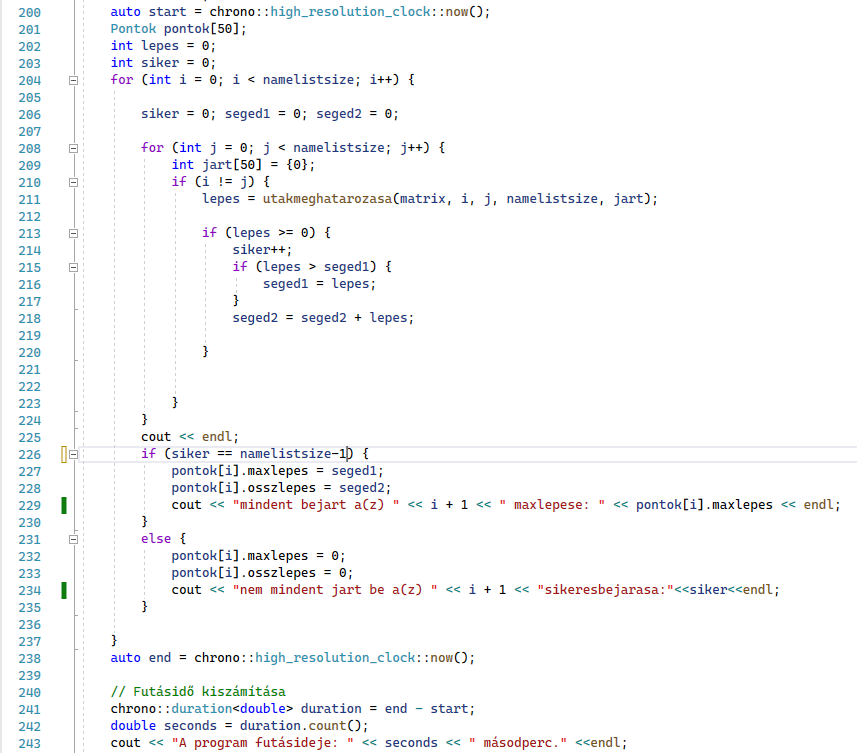 200 auto start = chrono::high_resolution_clock::now();
201 Pontok pontok[50];
202 int lepes = 0;
203 int siker = 0;
204 for (int i = 0; i < namelistsize; i++) {
205
206 siker = 0; seged1 = 0; seged2 = 0;
207
208 for (int j = 0; j < namelistsize; j++) {
209 int jart[50] = {0};
210 if (i != j) {
211 lepes = utakmeghatarozasa(matrix, i, j, namelistsize, jart);
212
213 if (lepes >= 0) {
214 siker++;
215 if (lepes > seged1) {
216 seged1 = lepes;
217 }
218 seged2 = seged2 + lepes;
219
220 }
221
222
223 }
224 }
225 cout << endl;
226 if (siker == namelistsize-1) {
227 pontok[i].maxlepes = seged1;
228 pontok[i].osszlepes = seged2;
229 cout << "mindent bejart a(z) " << i + 1 << " maxlepese: " << pontok[i].maxlepes << endl;
230 }
231 else {
232 pontok[i].maxlepes = 0;
233 pontok[i].osszlepes = 0;
234 cout << "nem mindent jart be a(z) " << i + 1 << "sikeresbejarasa:"<<siker<<endl;
235 }
236
237 }
238 auto end = chrono::high_resolution_clock::now();
239
240 // Futásidő kiszámítása
241 chrono::duration<double> duration = end - start;
242 double seconds = duration.count();
243 cout << "A program futásideje: " << seconds << " másodperc." <<endl;